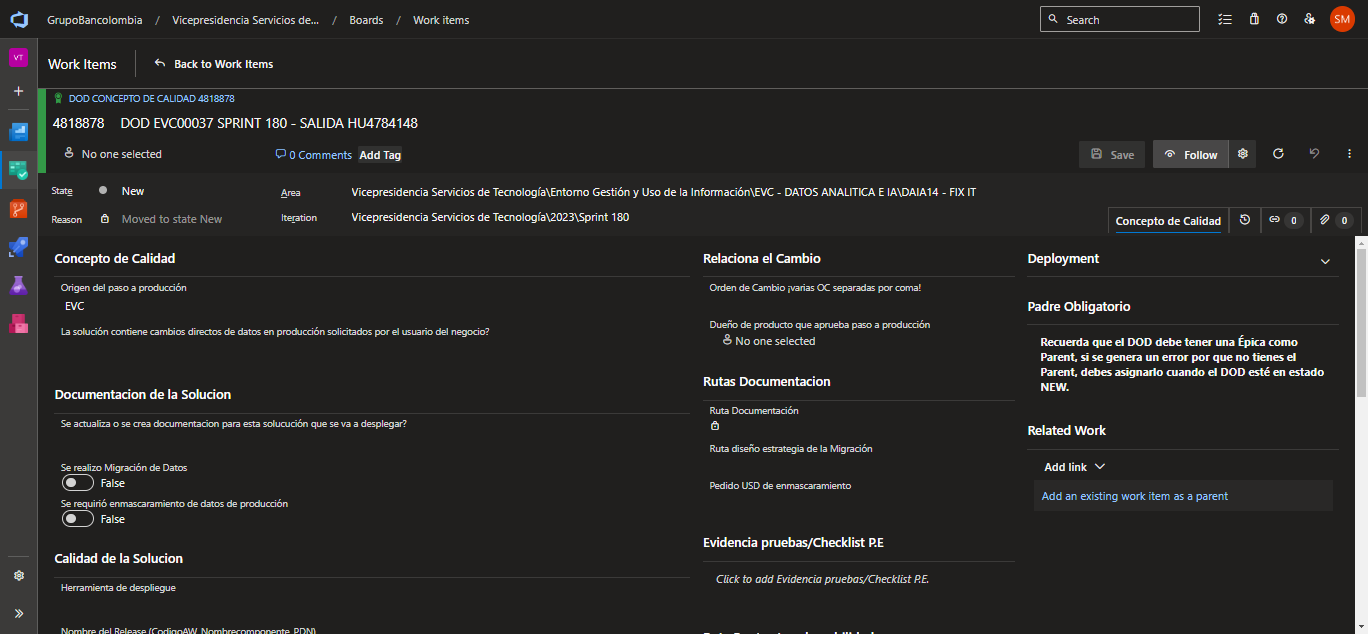 GrupoBancolombia / Vicepresidencia Servicios de... / Boards / Work items
Search
SM
VT
Work Items
Back to Work Items
DOD CONCEPTO DE CALIDAD 4818878
4818878 DOD EVC00037 SPRINT 180 - SALIDA HU4784148
No one selected
0 Comments
Add Tag
Save
Follow
State
New
Area
Vicepresidencia Servicios de Tecnología\Entorno Gestión y Uso de la Información\EVC - DATOS ANALITICA E IA\DAIA14 - FIX IT
Reason
Moved to state New
Iteration
Vicepresidencia Servicios de Tecnología\2023\Sprint 180
Concepto de Calidad
0
0
Concepto de Calidad
Origen del paso a producción
EVC
La solución contiene cambios directos de datos en producción solicitados por el usuario del negocio?
Documentacion de la Solucion
Se actualiza o se crea documentacion para esta solucución que se va a desplegar?
Se realizo Migración de Datos
False
Se requirió enmascaramiento de datos de producción
False
Calidad de la Solucion
Herramienta de despliegue
Nombre del Release (CodigoAW_Nombrecomponente_PDN)
Relaciona el Cambio
Orden de Cambio ¡varias OC separadas por coma!
Dueño de producto que aprueba paso a producción
No one selected
Rutas Documentacion
Ruta Documentación
Ruta diseño estrategia de la Migración
Pedido USD de enmascaramiento
Evidencia pruebas/Checklist P.E
Click to add Evidencia pruebas/Checklist P.E.
Deployment
Padre Obligatorio
Recuerda que el DOD debe tener una Épica como
Parent, si se genera un error por que no tienes el
Parent, debes asignarlo cuando el DOD esté en estado
NEW.
Related Work
Add link
Add an existing work item as a parent